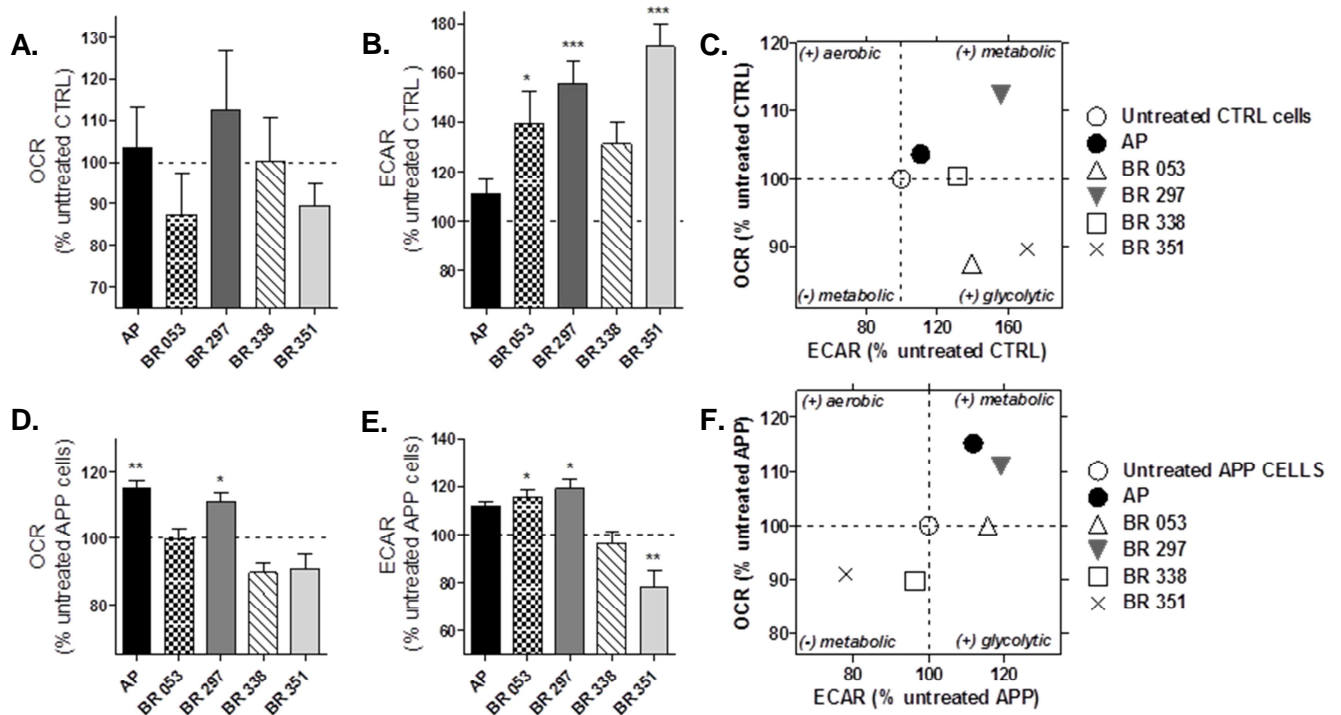 A.
OCR
(% unttreated CTRL)
130
120
110
100
90
80
70
AP
BR 053
BR 297
BR 338
BR 351
B.
ECAR
(% untreated CTRL )
180
160
140
120
100
80
*
***
***
AP
BR 053
BR 297
BR 338
BR 351
C.
OCR (% untreated CTRL)
120
110
100
90
(+) aerobic
(+) metabolic
(-) metabolic
(+) glycolytic
80
120
160
ECAR (% untreated CTRL)
Untreated CTRL cells
AP
BR 053
BR 297
BR 338
BR 351
D.
OCR
(% untreated APP cells)
120
100
80
**
*
AP
BR 053
BR 297
BR 338
BR 351
E.
ECAR
(% untreated APP cells)
140
120
100
80
60
*
*
**
AP
BR 053
BR 297
BR 338
BR 351
F.
OCR (% untreated APP)
120
110
100
90
80
(+) aerobic
(+) metabolic
(-) metabolic
(+) glycolytic
80
100
120
ECAR (% untreated APP)
Untreated APP CELLS
AP
BR 053
BR 297
BR 338
BR 351